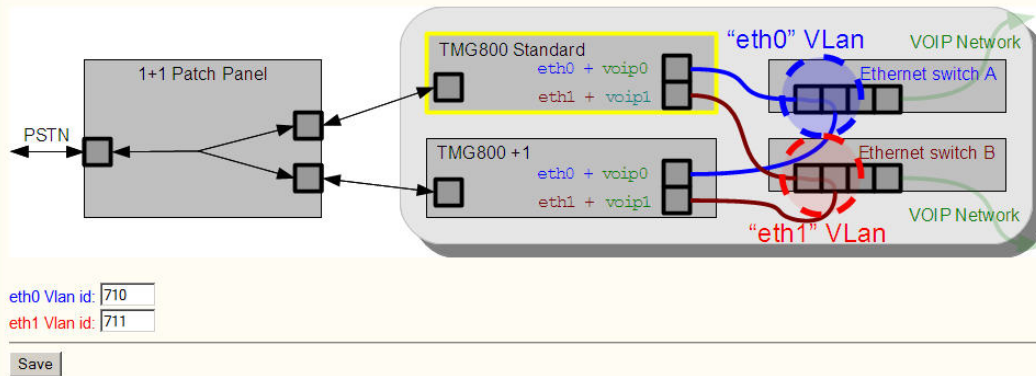 TMG800 Standard
"eth0" VLan
VOIP Network
1+1 Patch Panel
eth0 + voip0
Ethernet switch A
eth1 + voip1
PSTN
TMG800 +1
Ethernet switch B
eth0 + voip0
eth1 + voip1
VOIP Network
"eth1" VLan
eth0 Vlan id: 710
eth1 Vlan id: 711
Save